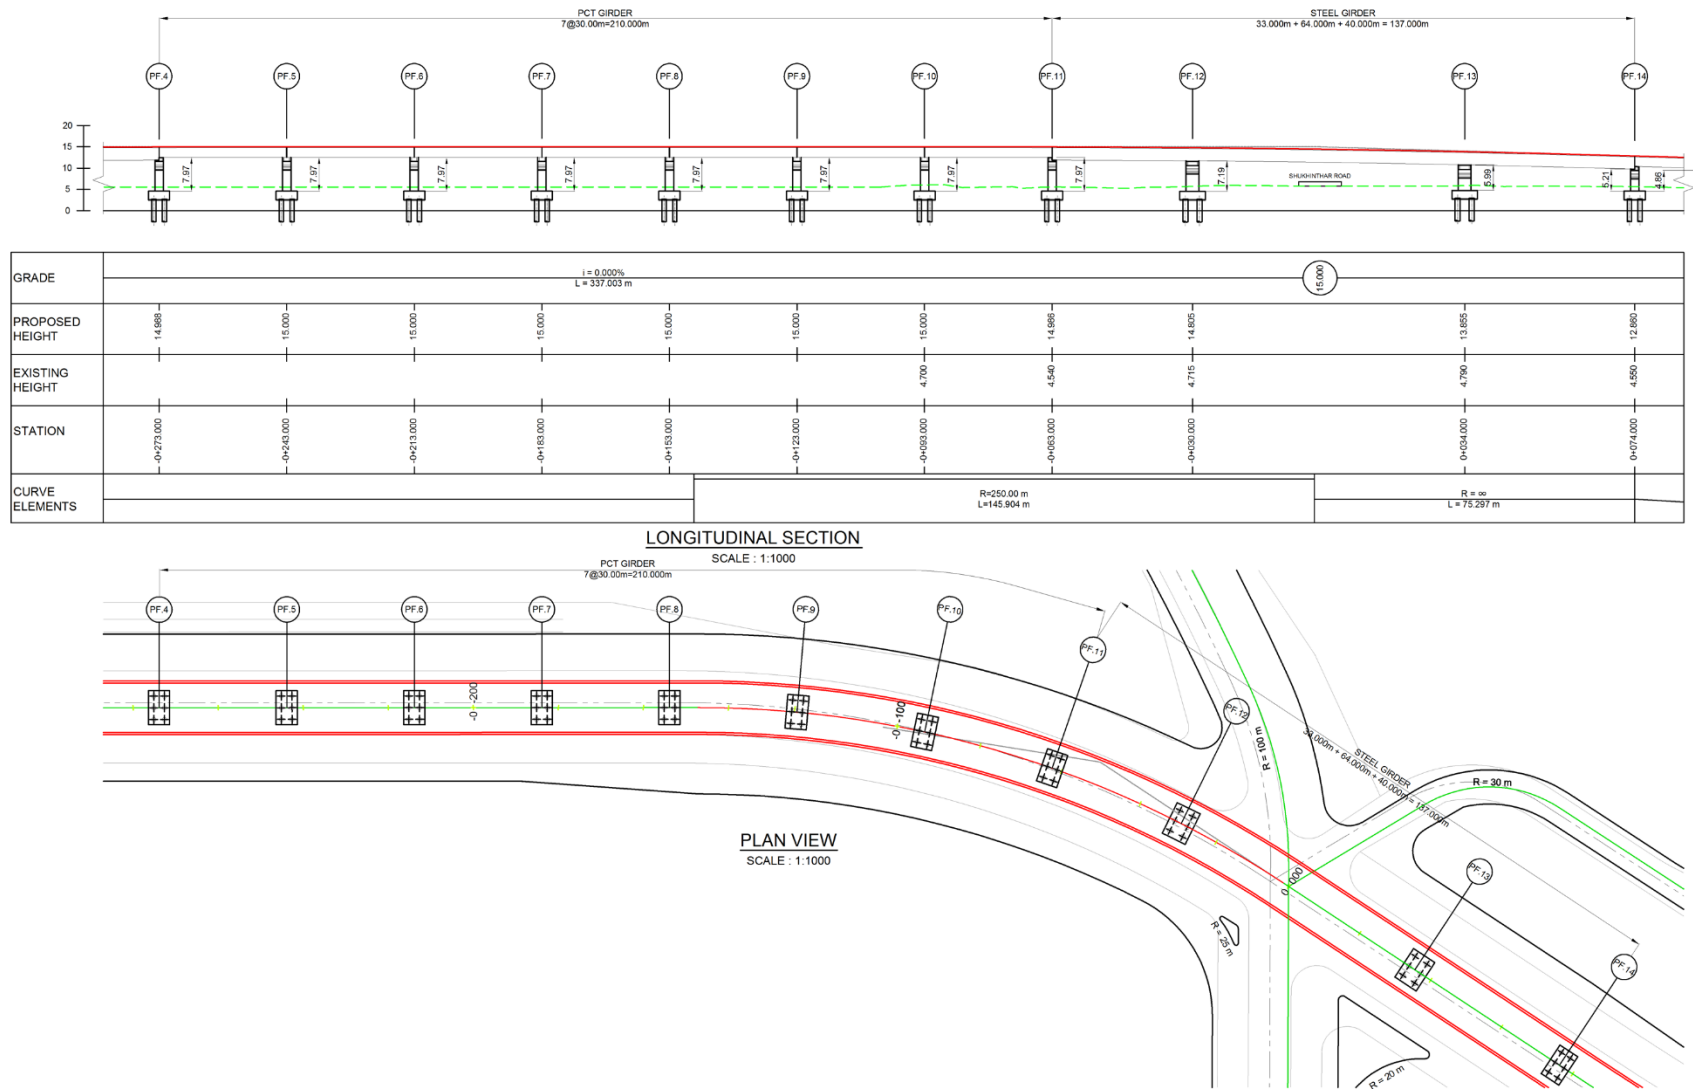 PCT GIRDER
7@30.00m=210.000m
STEEL GIRDER
33.000m + 64.000m + 40.000m = 137.000m
PF.4 PF.5 PF.6 PF.7 PF.8 PF.9 PF.10 PF.11 PF.12 PF.13 PF.14
20
15
10
5
0
7.97 7.97 7.97 7.97 7.97 7.97 7.97 7.97 7.19 5.99 5.21 4.86
SHUKHINTHAR ROAD
GRADE
i = 0.000%
L = 337.003 m
15.000
PROPOSED
HEIGHT
14.988 15.000 15.000 15.000 15.000 15.000 15.000 14.986 14.805 13.855 12.860
EXISTING
HEIGHT
4.700 4.540 4.715 4.790 4.550
STATION
-0+273.000 -0+243.000 -0+213.000 -0+183.000 -0+153.000 -0+123.000 -0+093.000 -0+063.000 -0+030.000 0+034.000 0+074.000
CURVE
ELEMENTS
R=250.00 m
L=145.904 m
R = ∞
L = 75.297 m
LONGITUDINAL SECTION
SCALE : 1:1000
PCT GIRDER
7@30.00m=210.000m
PF.4 PF.5 PF.6 PF.7 PF.8 PF.9 PF.10
PF.11
PF.12
-0 -200
-0 -100
R = 100 m
STEEL GIRDER
33.000m + 64.000m + 40.000m = 137.000m
R = 30 m
PLAN VIEW
SCALE : 1:1000
0 000
PF.13
R = 25 m
PF.14
R = 20 m